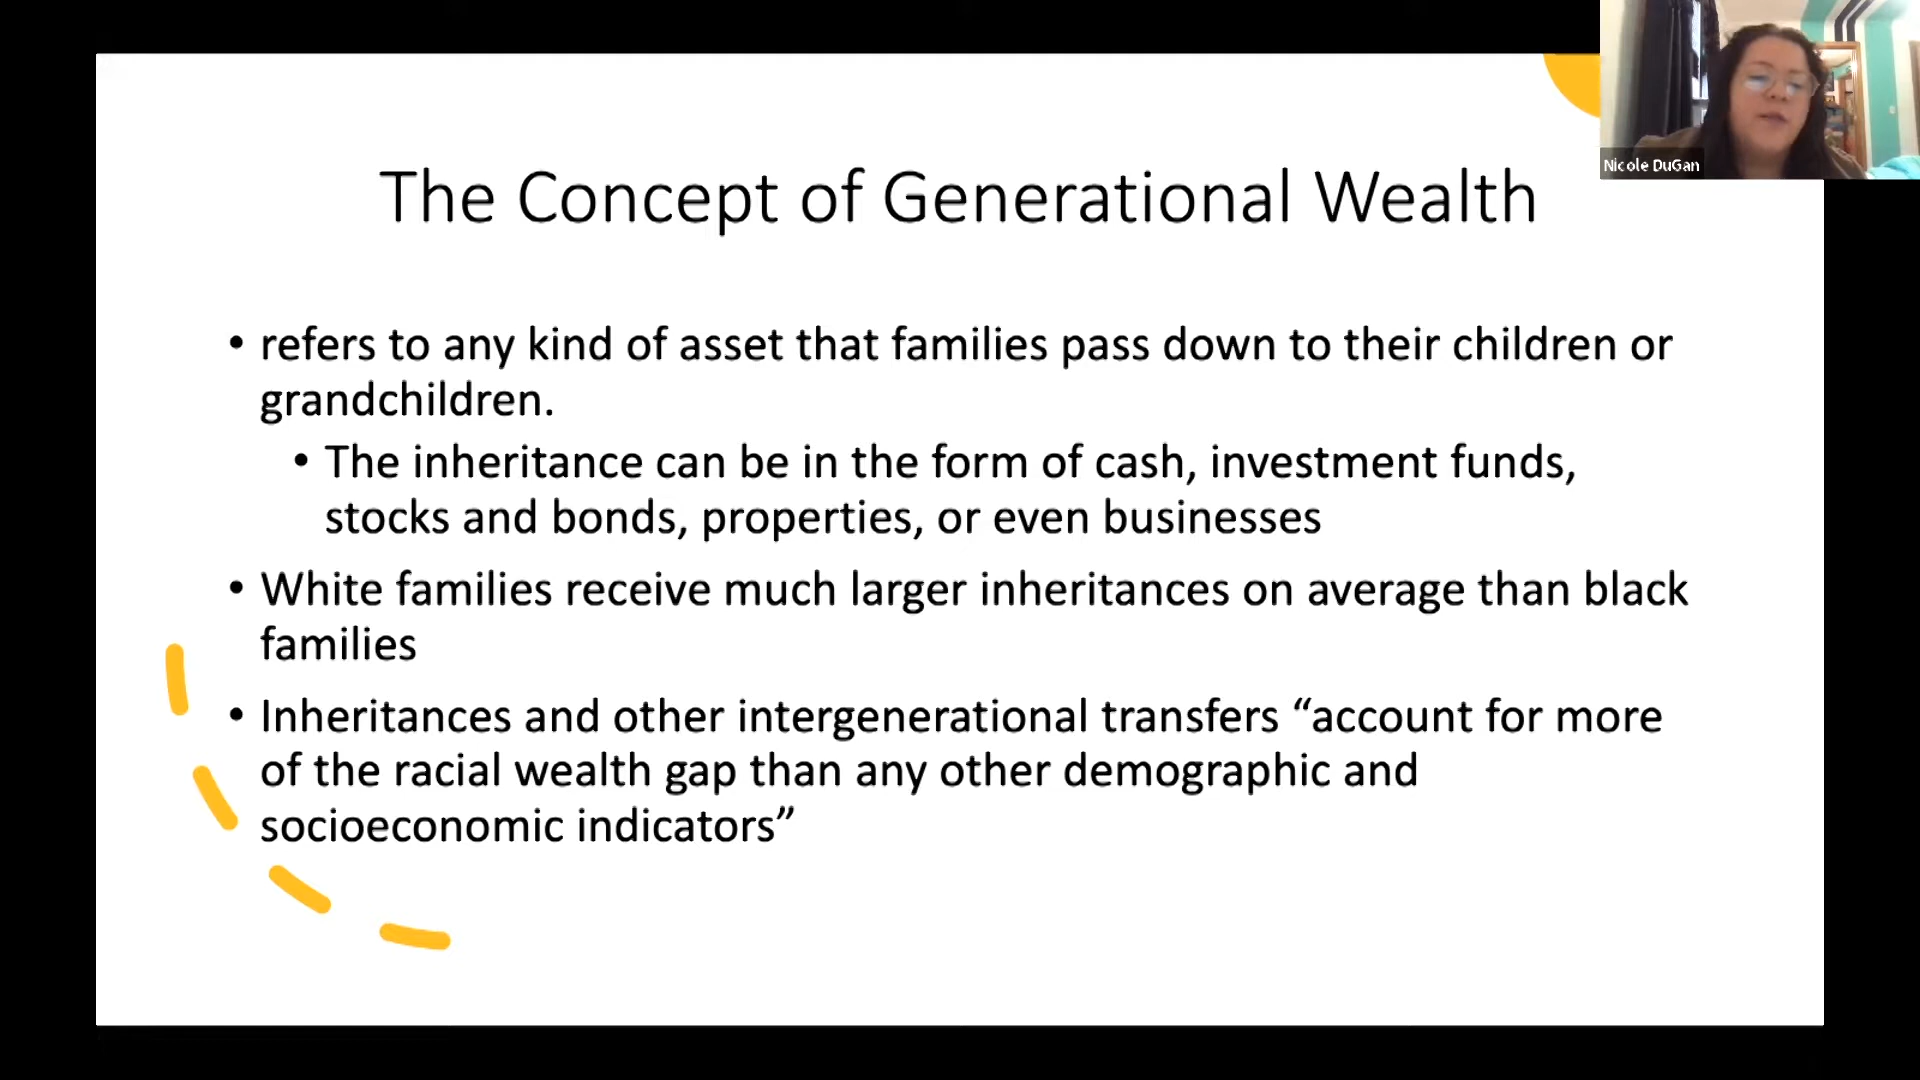 The Concept of Generational Wealth
Nicole DuGan
• refers to any kind of asset that families pass down to their children or
grandchildren.
• The inheritance can be in the form of cash, investment funds,
stocks and bonds, properties, or even businesses
• White families receive much larger inheritances on average than black
families
• Inheritances and other intergenerational transfers “account for more
of the racial wealth gap than any other demographic and
socioeconomic indicators”